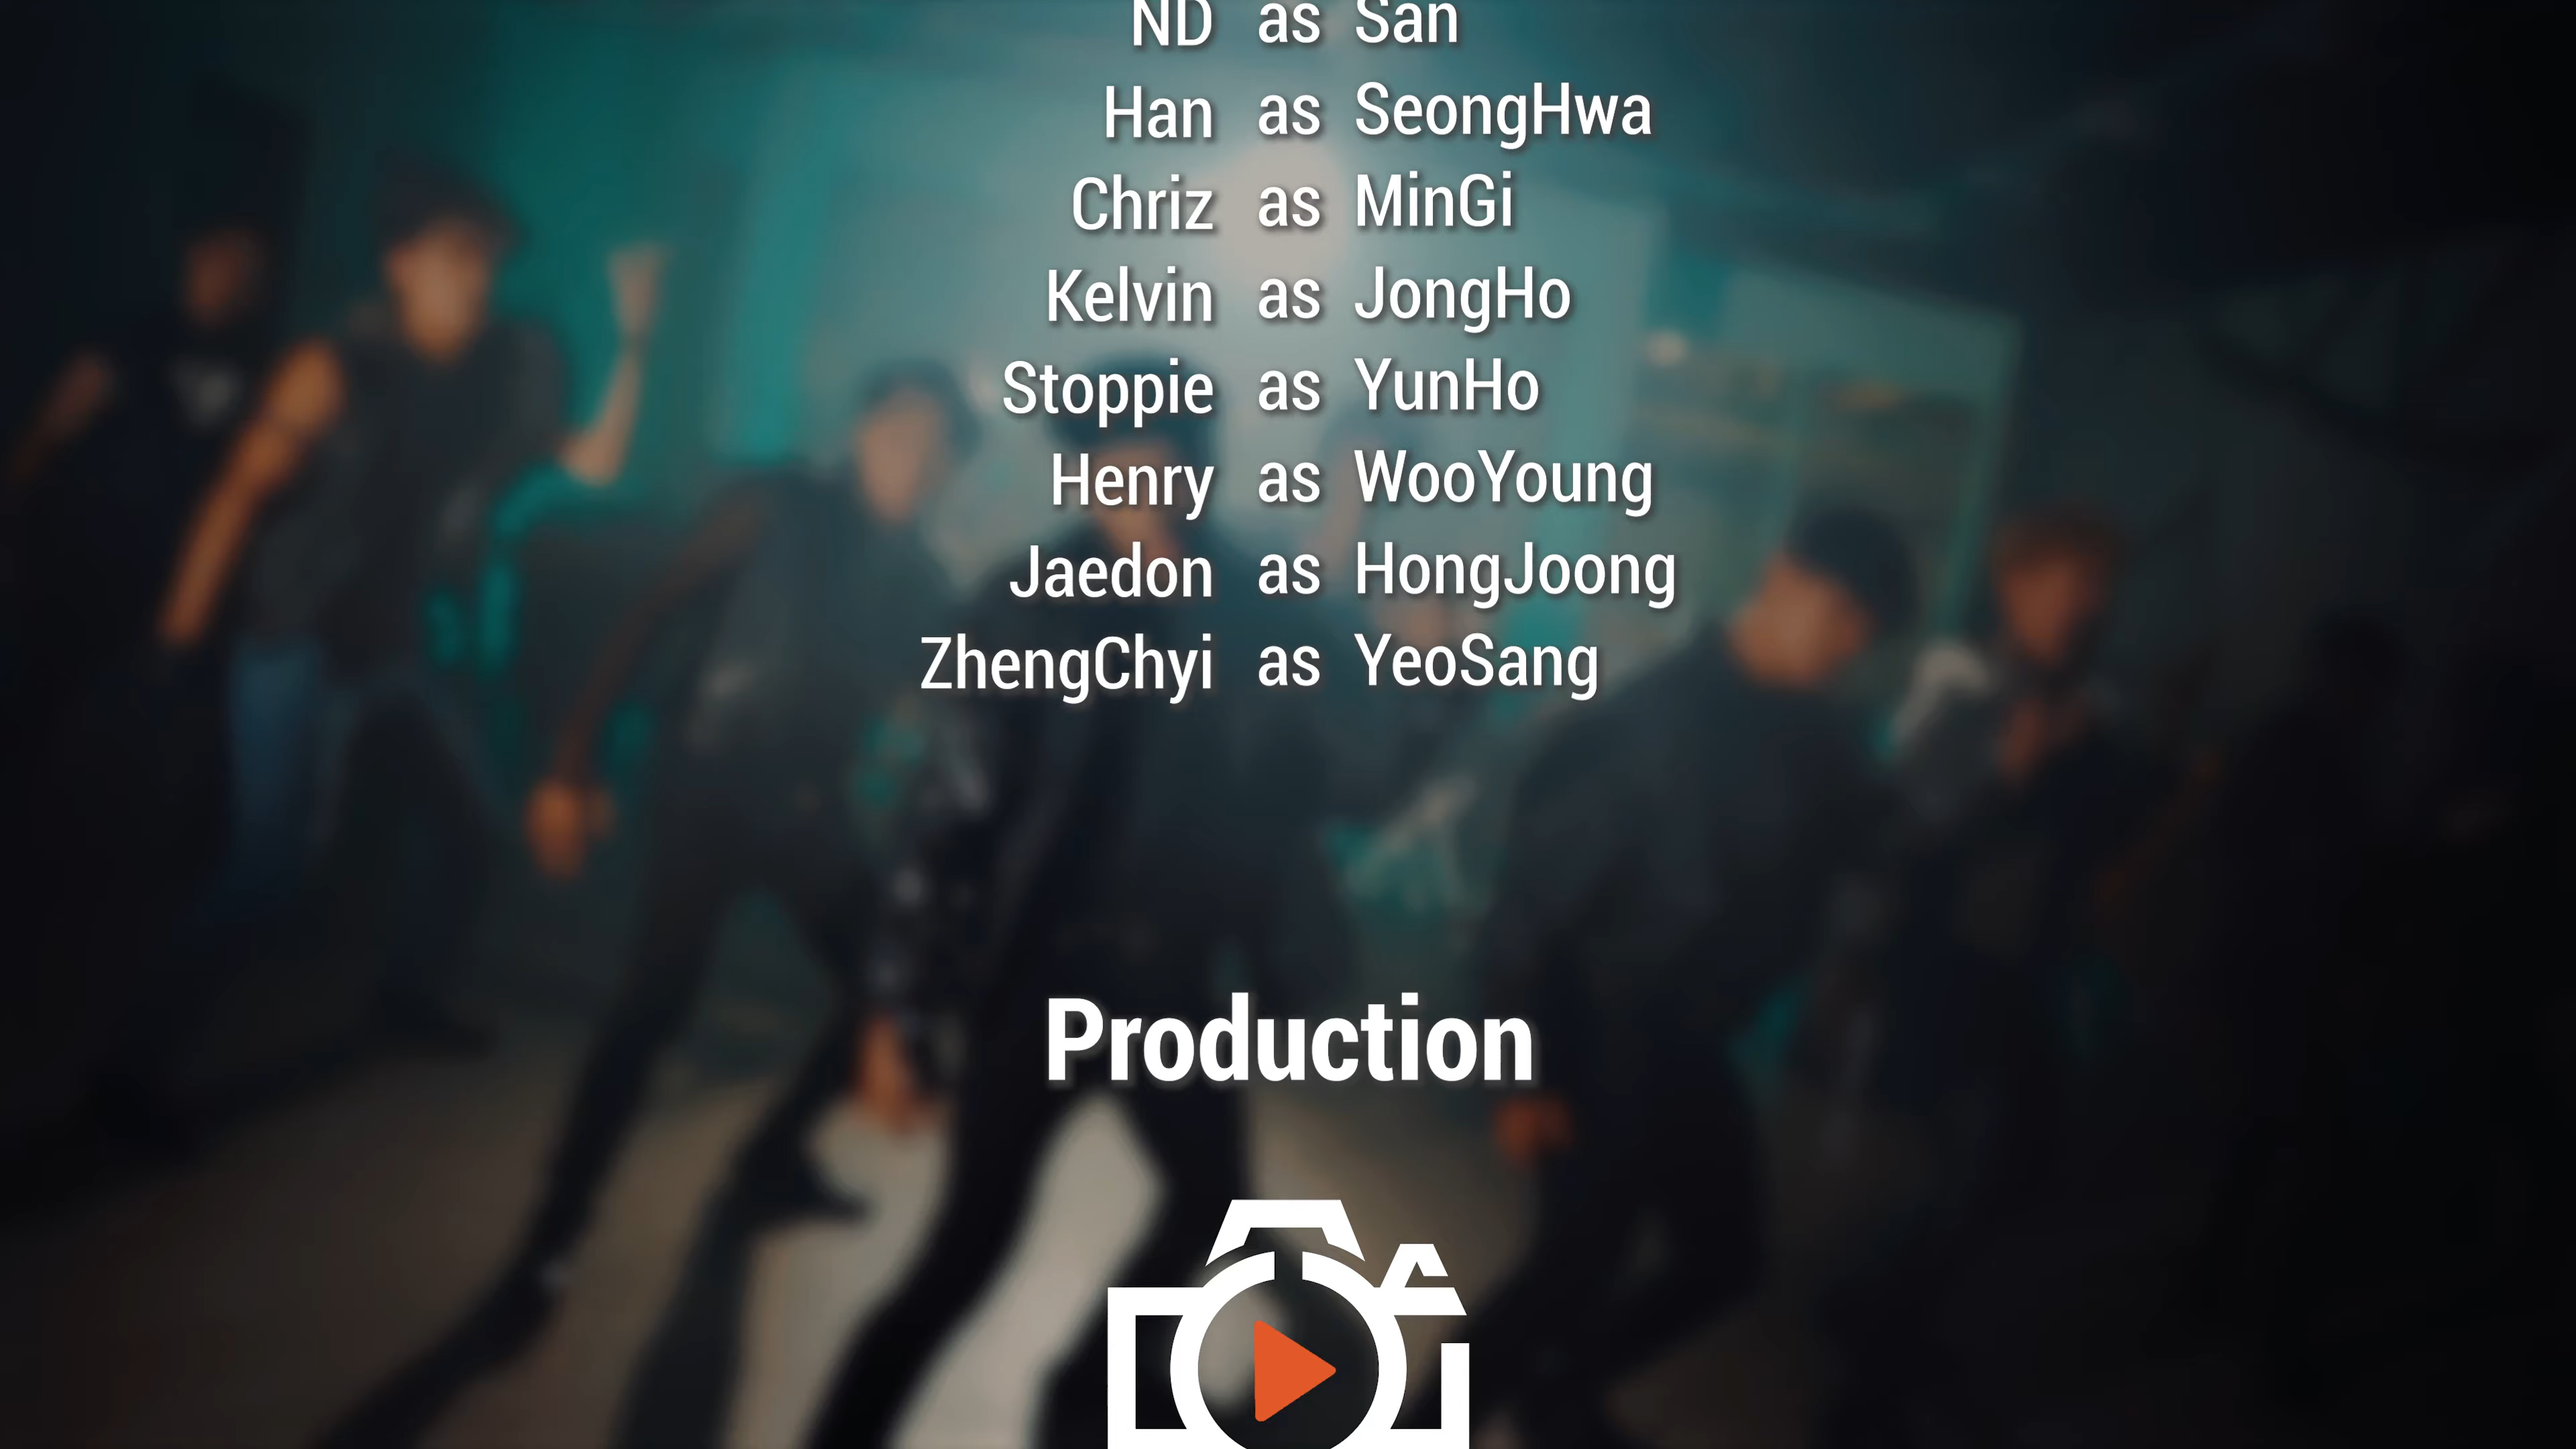 ND as San
Han as SeongHwa
Chriz as MinGi
Kelvin as JongHo
Stoppie as YunHo
Henry as WooYoung
Jaedon as HongJoong
ZhengChyi as YeoSang
Production